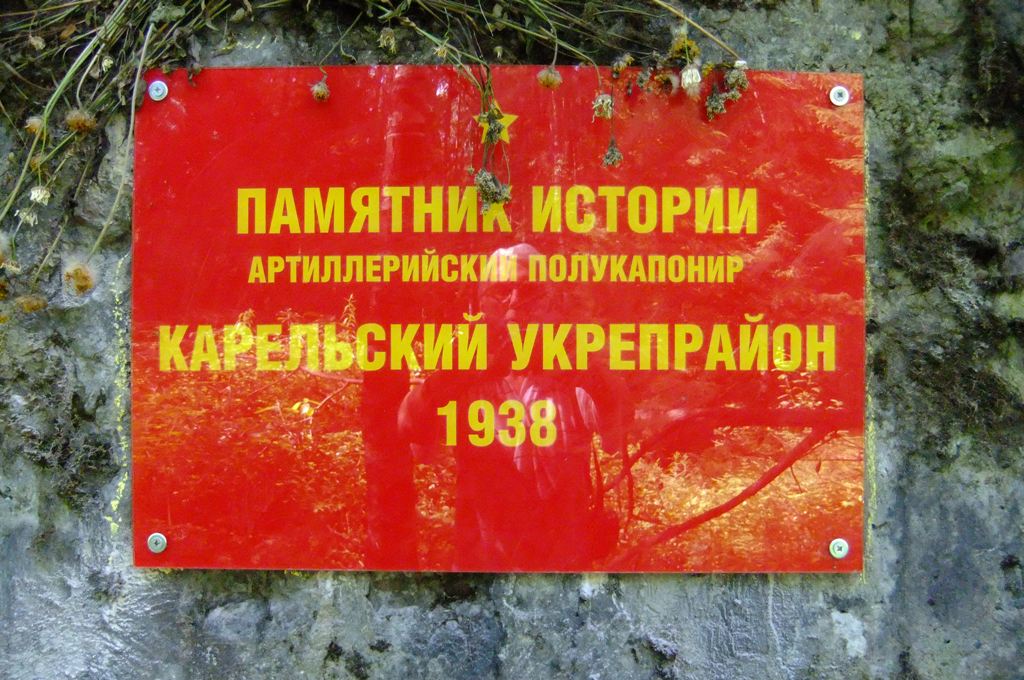 ПАМЯТНИК ИСТОРИИ
АРТИЛЛЕРИЙСКИЙ ПОЛУКАПОНИР
КАРЕЛЬСКИЙ УКРЕПРАЙОН
1938